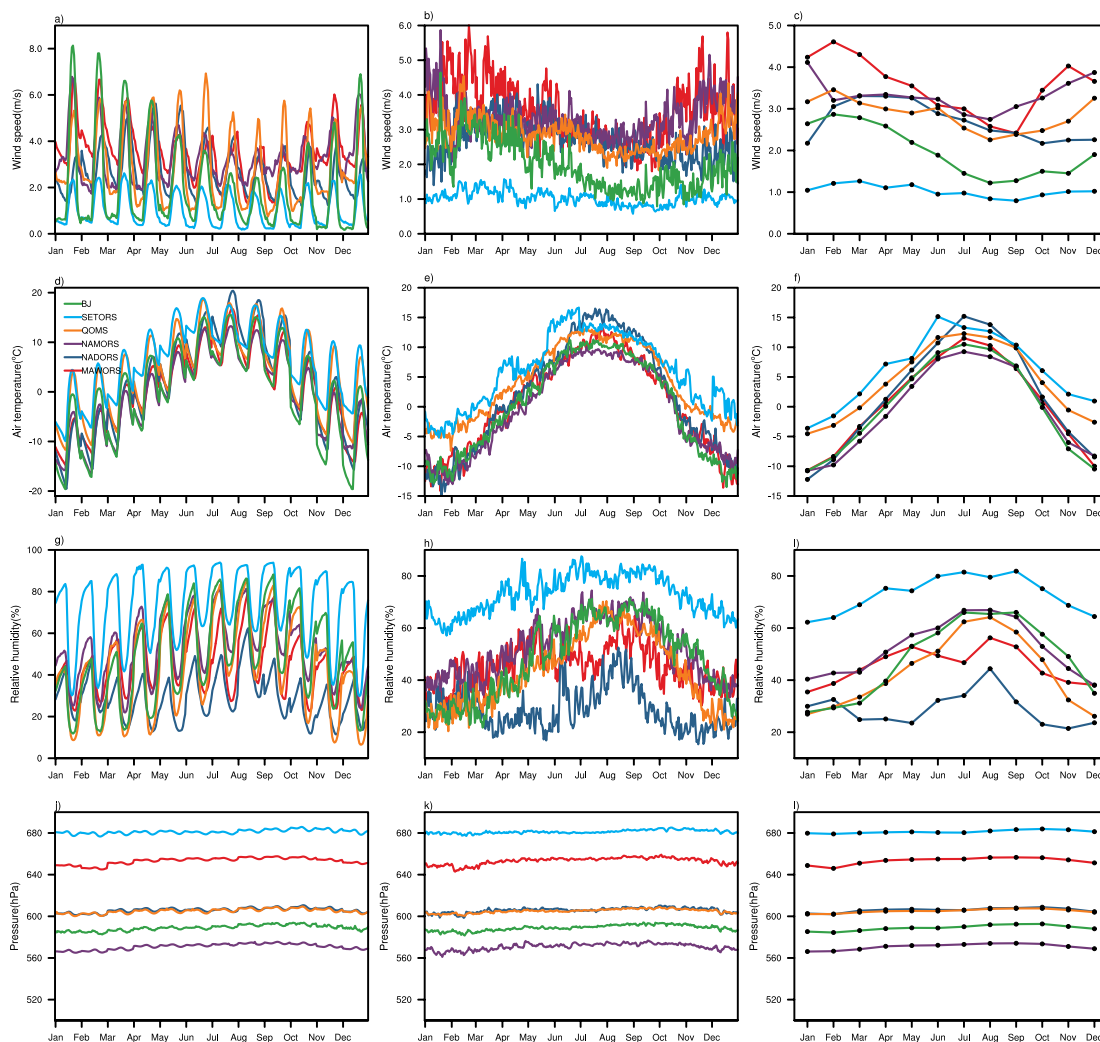 a)
b)
c)
8.0
6.0
4.0
2.0
0.0
Wind speed(m/s)
Jan Feb Mar Apr May Jun Jul Aug Sep Oct Nov Dec
6.0
5.0
4.0
3.0
2.0
1.0
0.0
Wind speed(m/s)
Jan Feb Mar Apr May Jun Jul Aug Sep Oct Nov Dec
5.0
4.0
3.0
2.0
1.0
0.0
Wind speed(m/s)
Jan Feb Mar Apr May Jun Jul Aug Sep Oct Nov Dec
d)
e)
f)
20
10
0
-10
-20
Air temperature(°C)
BJ
SETORS
QOMS
NAMORS
NADORS
MAWORS
Jan Feb Mar Apr May Jun Jul Aug Sep Oct Nov Dec
20
15
10
5
0
-5
-10
-15
Air temperature(°C)
Jan Feb Mar Apr May Jun Jul Aug Sep Oct Nov Dec
20
15
10
5
0
-5
-10
-15
Air temperature(°C)
Jan Feb Mar Apr May Jun Jul Aug Sep Oct Nov Dec
g)
h)
i)
100
80
60
40
20
0
Relative humidity(%)
Jan Feb Mar Apr May Jun Jul Aug Sep Oct Nov Dec
80
60
40
20
Relative humidity(%)
Jan Feb Mar Apr May Jun Jul Aug Sep Oct Nov Dec
80
60
40
20
Relative humidity(%)
Jan Feb Mar Apr May Jun Jul Aug Sep Oct Nov Dec
j)
k)
l)
680
640
600
560
520
Pressure(hPa)
Jan Feb Mar Apr May Jun Jul Aug Sep Oct Nov Dec
680
640
600
560
520
Pressure(hPa)
Jan Feb Mar Apr May Jun Jul Aug Sep Oct Nov Dec
680
640
600
560
520
Pressure(hPa)
Jan Feb Mar Apr May Jun Jul Aug Sep Oct Nov Dec